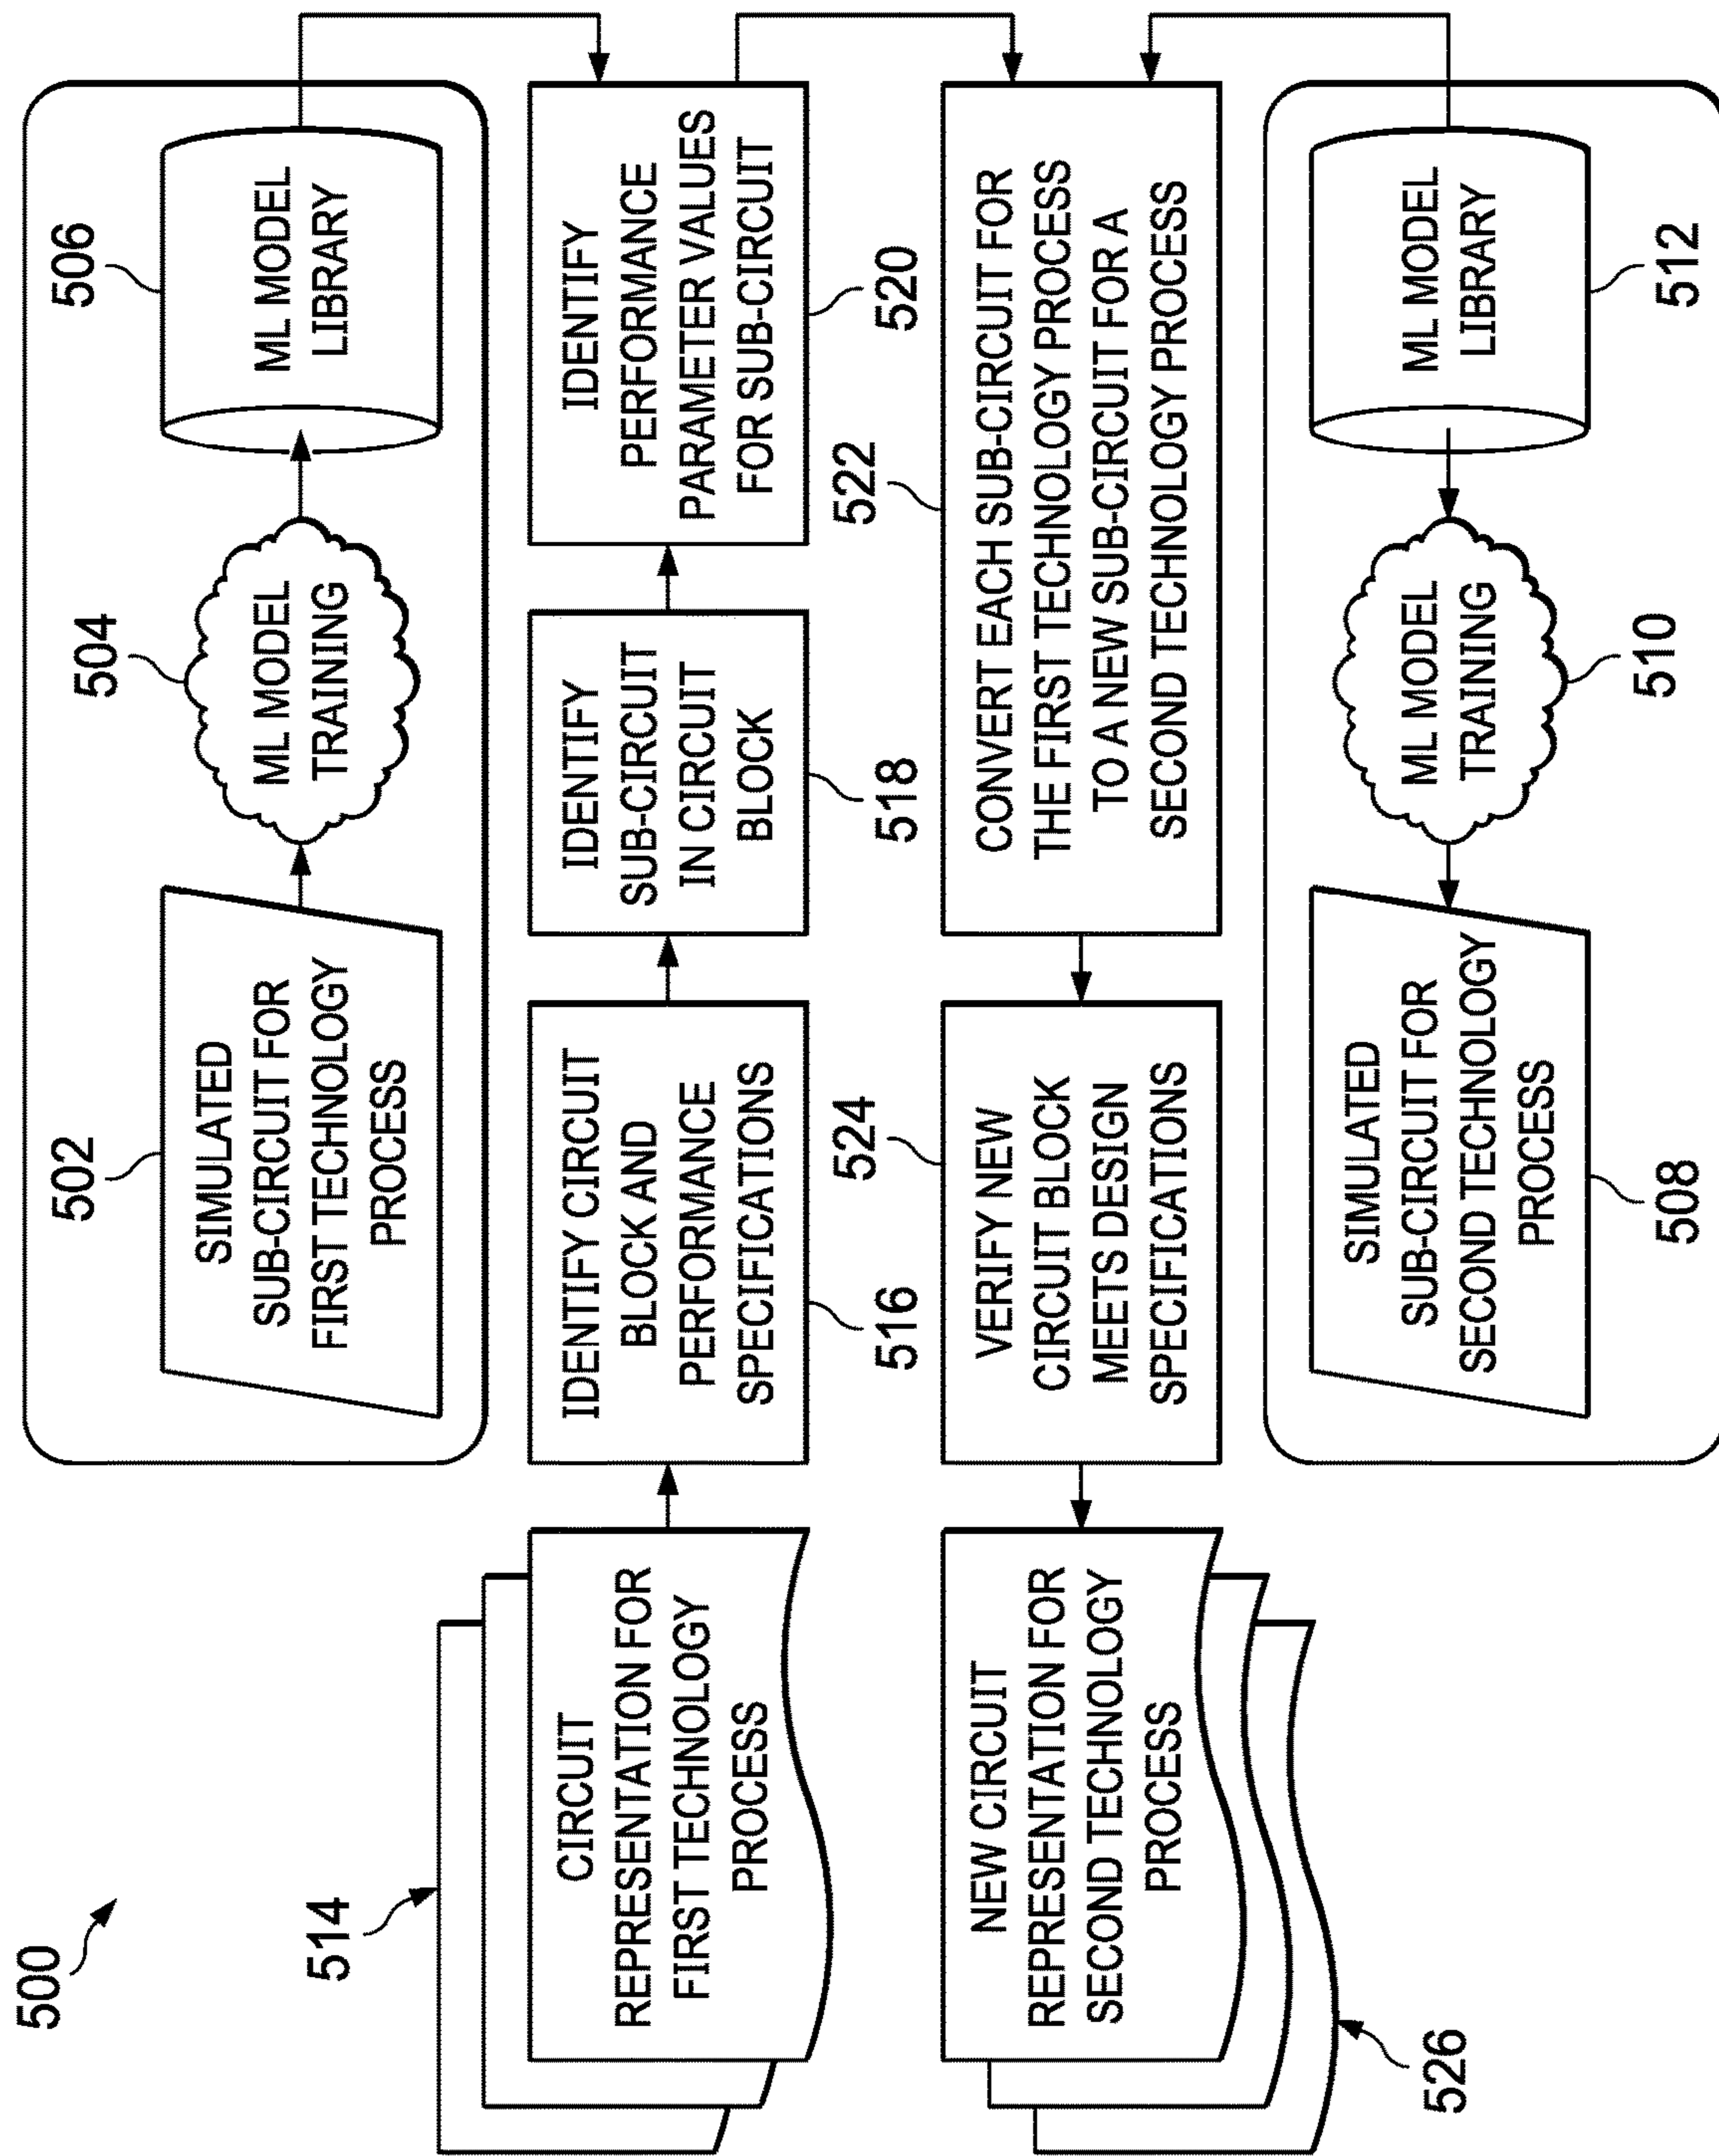 500
502
SIMULATED
SUB-CIRCUIT FOR
FIRST TECHNOLOGY
PROCESS
504
ML MODEL
TRAINING
506
ML MODEL
LIBRARY
514
CIRCUIT
REPRESENTATION FOR
FIRST TECHNOLOGY
PROCESS
IDENTIFY CIRCUIT
BLOCK AND
PERFORMANCE
SPECIFICATIONS
516
IDENTIFY
SUB-CIRCUIT
IN CIRCUIT
BLOCK
518
IDENTIFY
PERFORMANCE
PARAMETER VALUES
FOR SUB-CIRCUIT
520
NEW CIRCUIT
REPRESENTATION FOR
SECOND TECHNOLOGY
PROCESS
526
524
VERIFY NEW
CIRCUIT BLOCK
MEETS DESIGN
SPECIFICATIONS
522
CONVERT EACH SUB-CIRCUIT FOR
THE FIRST TECHNOLOGY PROCESS
TO A NEW SUB-CIRCUIT FOR A
SECOND TECHNOLOGY PROCESS
SIMULATED
SUB-CIRCUIT FOR
SECOND TECHNOLOGY
PROCESS
508
ML MODEL
TRAINING
510
ML MODEL
LIBRARY
512